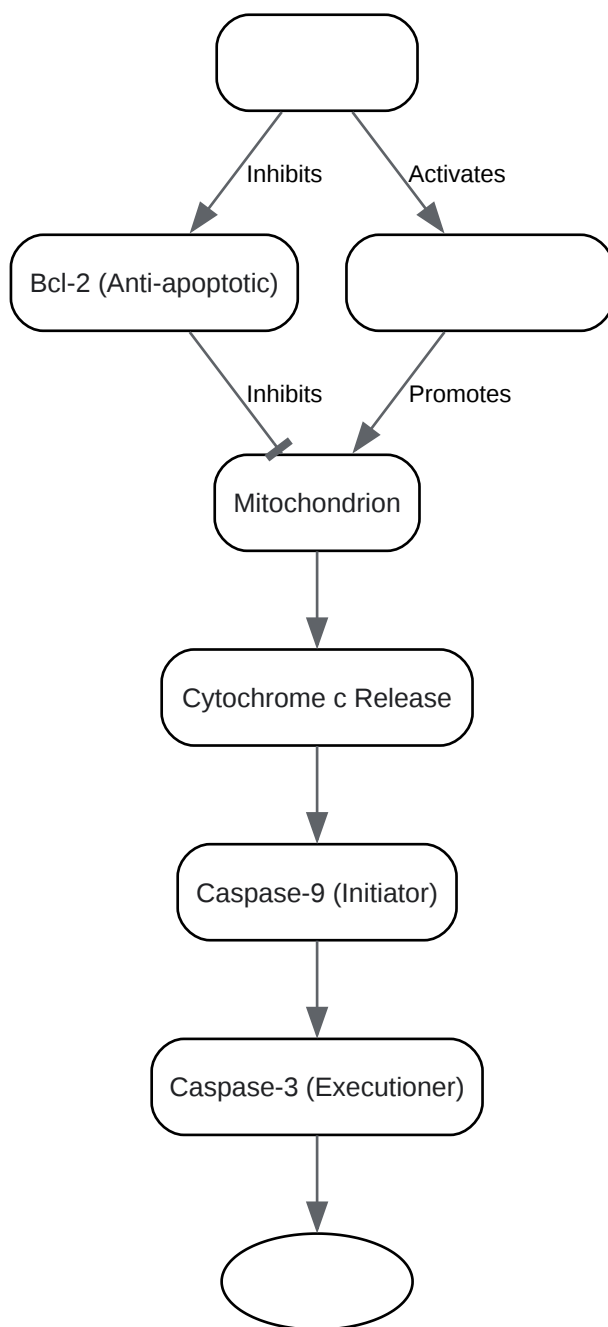 Inhibits
Activates
Bcl-2 (Anti-apoptotic)
Inhibits
Promotes
Mitochondrion
Cytochrome c Release
Caspase-9 (Initiator)
Caspase-3 (Executioner)